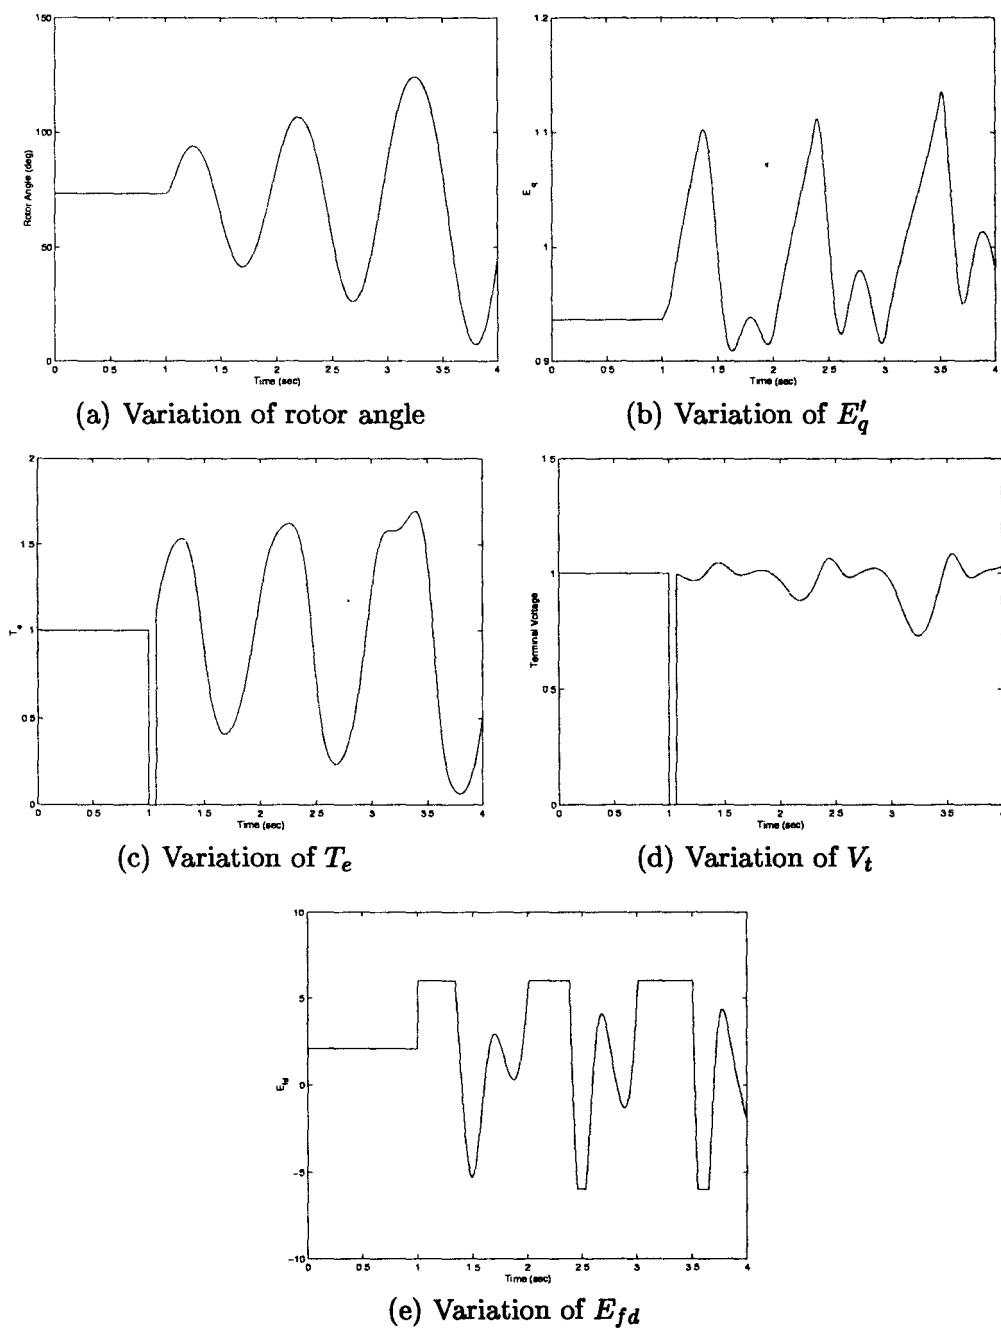 150
100
50
0
Rotor Angle (deg)
0 0 5 1 1 5 2 2 5 3 3 5 4
Time (sec)
(a) Variation of rotor angle
1.2
1.1
1
0.9
E'q
0 0 5 1 1 5 2 2 5 3 3 5 4
Time (sec)
(b) Variation of E'q
2
1.5
1
0 5
0
T_e
0 0 5 1 1 5 2 2 5 3 3 5 4
Time (sec)
(c) Variation of Te
1.5
1
0 5
0
Terminal Voltage
0 0 5 1 1 5 2 2 5 3 3 5 4
Time (sec)
(d) Variation of Vt
10
5
0
-5
-10
Efd
0 0 5 1 1 5 2 2 5 3 3 5 4
Time (sec)
(e) Variation of Efd